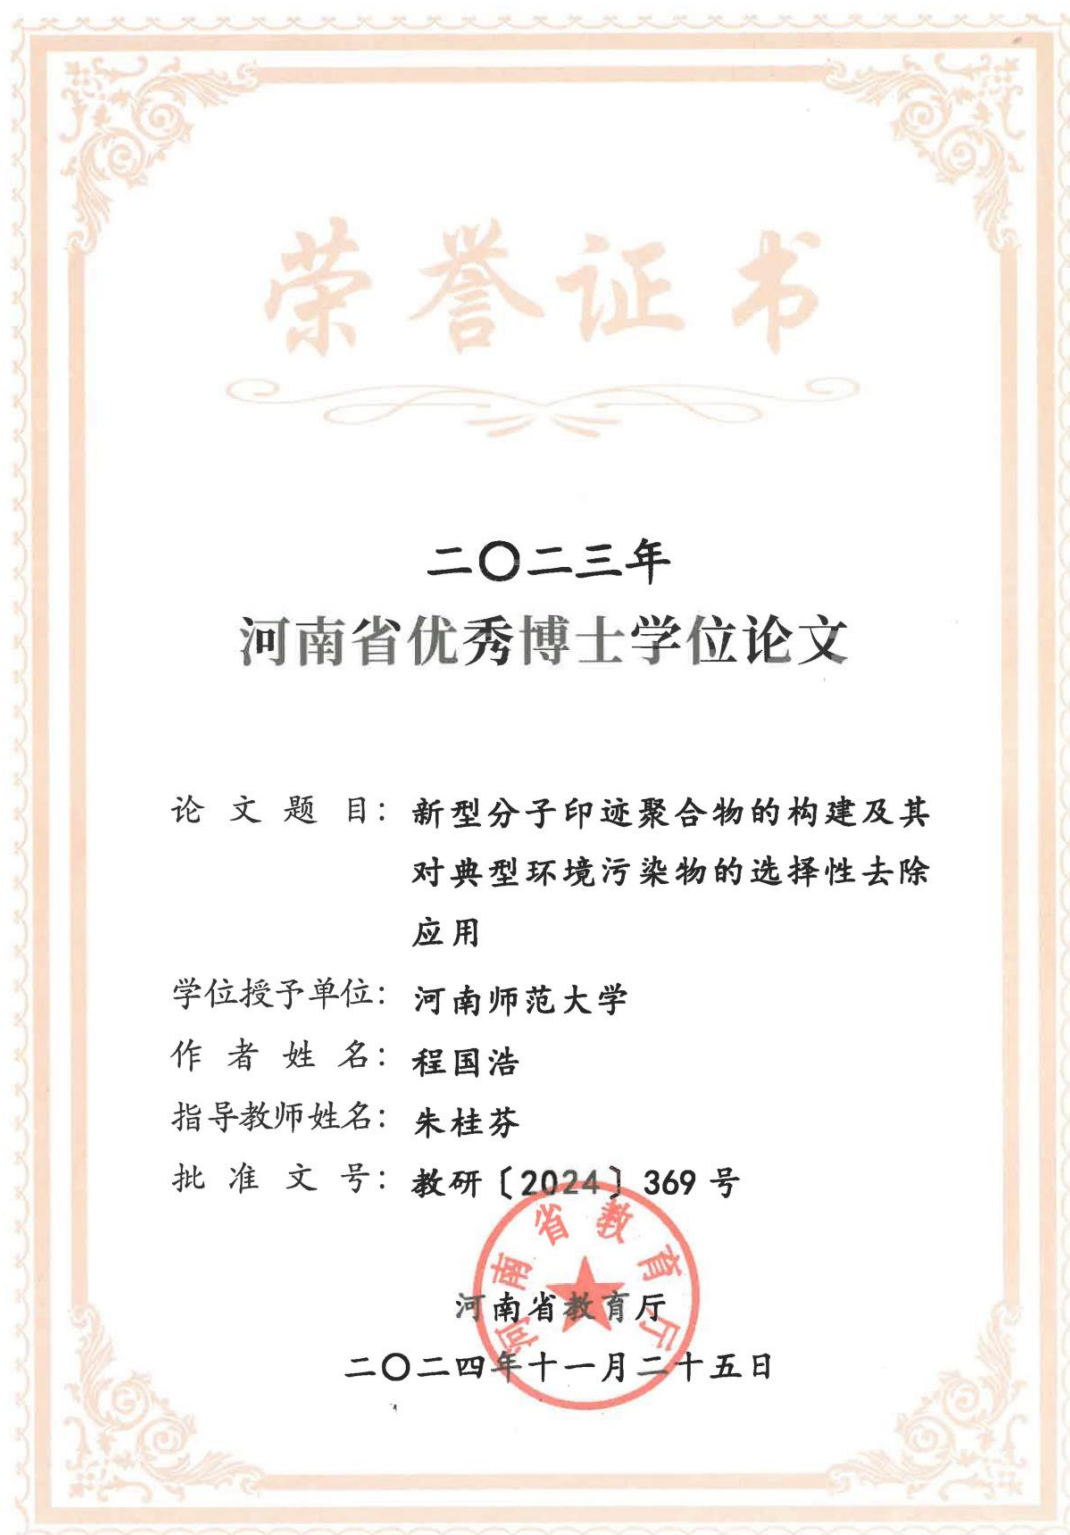 荣誉证书
二〇二三年
河南省优秀博士学位论文
论文题目：新型分子印迹聚合物的构建及其
对典型环境污染物的选择性去除
应用
学位授予单位：河南师范大学
作者姓名：程国浩
指导教师姓名：朱桂芬
批准文号：教研〔2024〕369号
河南省教育厅
河南省教育厅
二〇二四年十一月二十五日